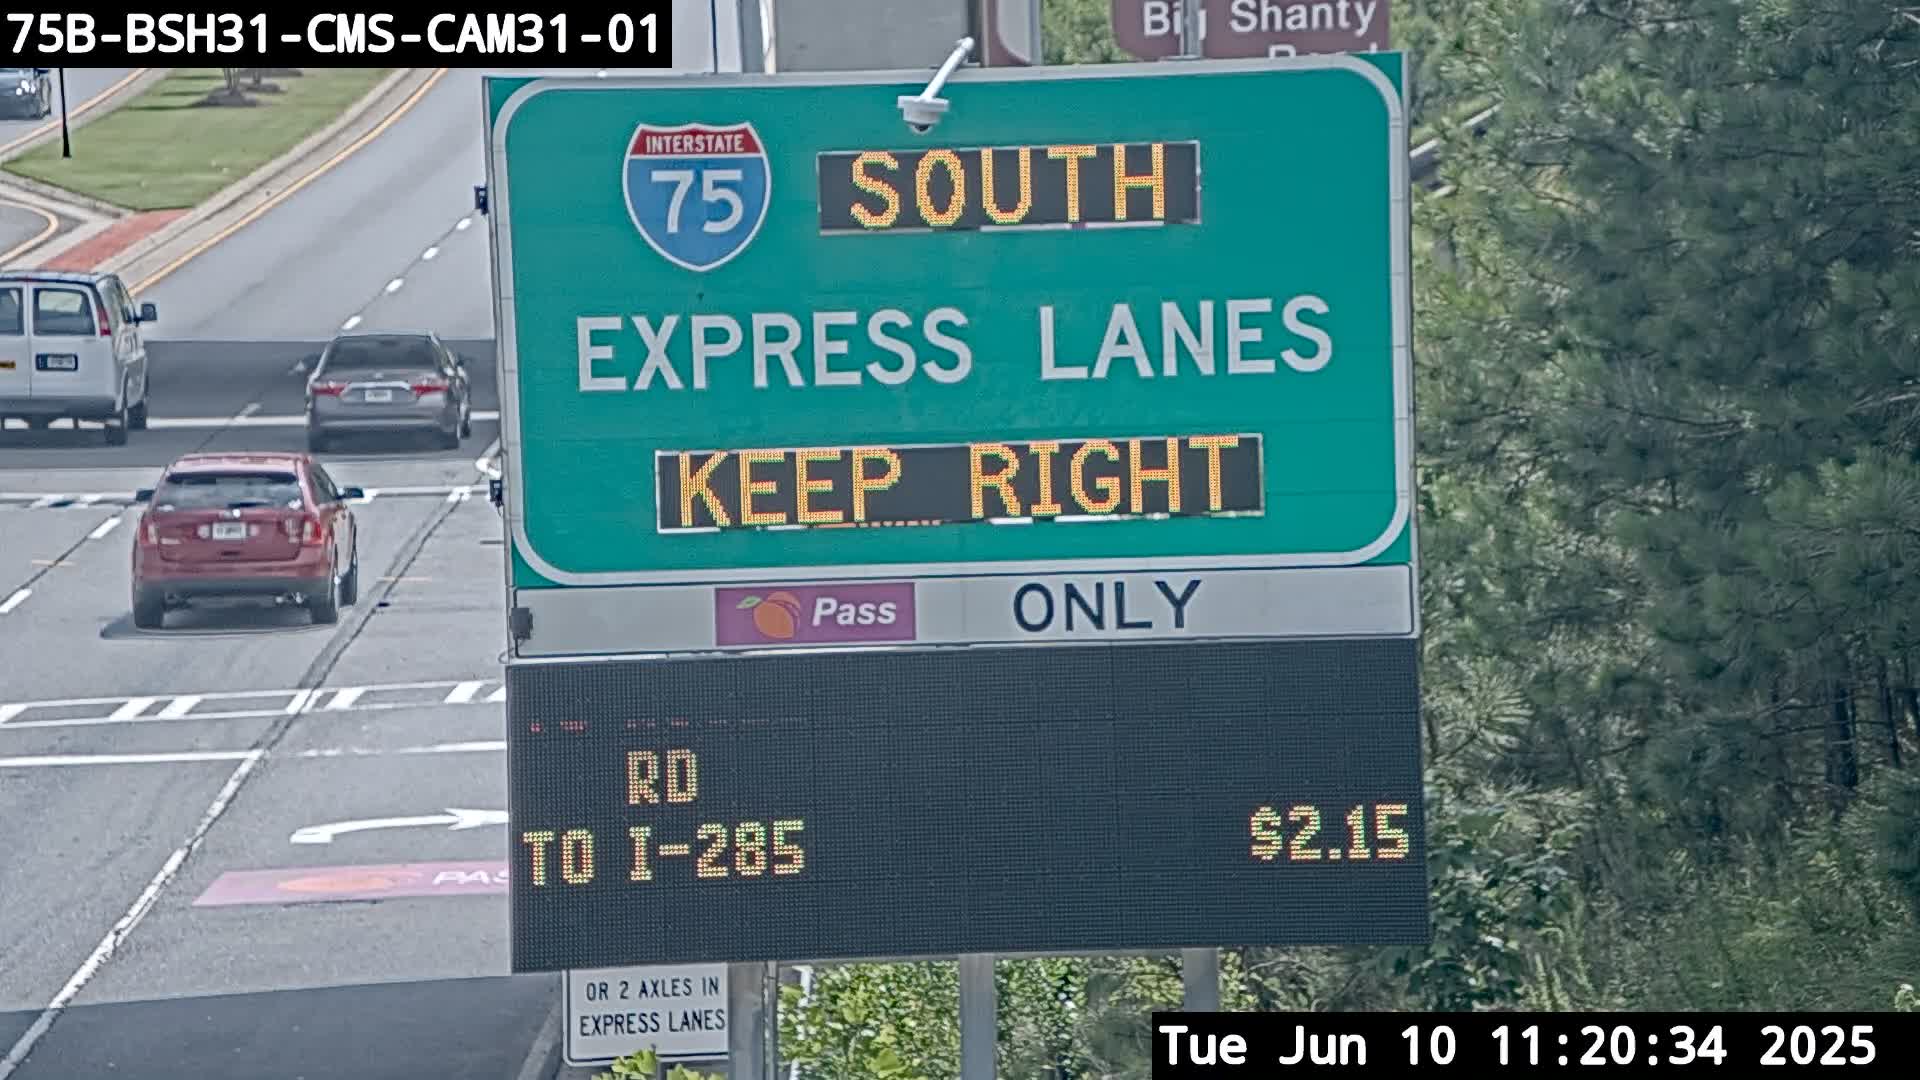 75B-BSH31-CMS-CAM31-01
Big Shanty
Road
INTERSTATE
75
SOUTH
EXPRESS LANES
KEEP RIGHT
Pass ONLY
RD
TO I-285 $2.15
OR 2 AXLES IN
EXPRESS LANES
Tue Jun 10 11:20:34 2025